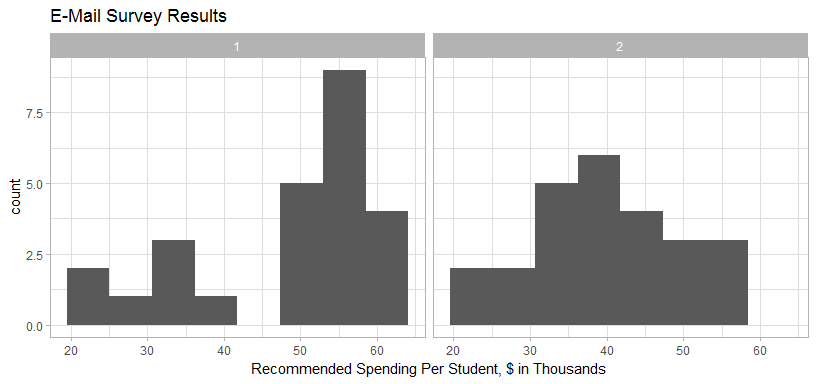 E-Mail Survey Results
1 2
7.5
5.0
2.5
0.0
count
20 30 40 50 60 20 30 40 50 60
Recommended Spending Per Student, $ in Thousands